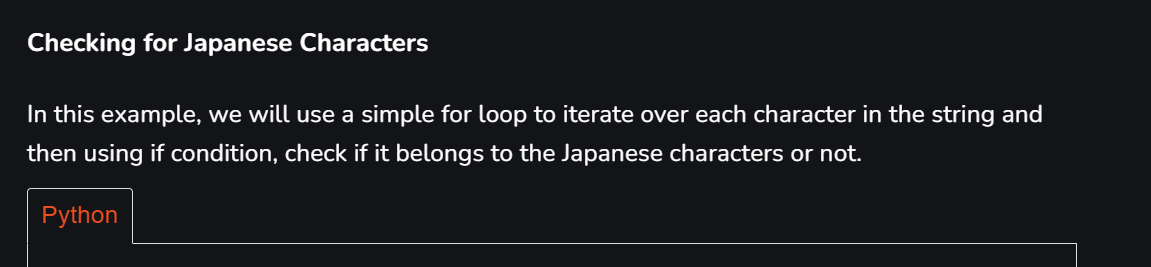 Checking for Japanese Characters
In this example, we will use a simple for loop to iterate over each character in the string and
then using if condition, check if it belongs to the Japanese characters or not.
Python